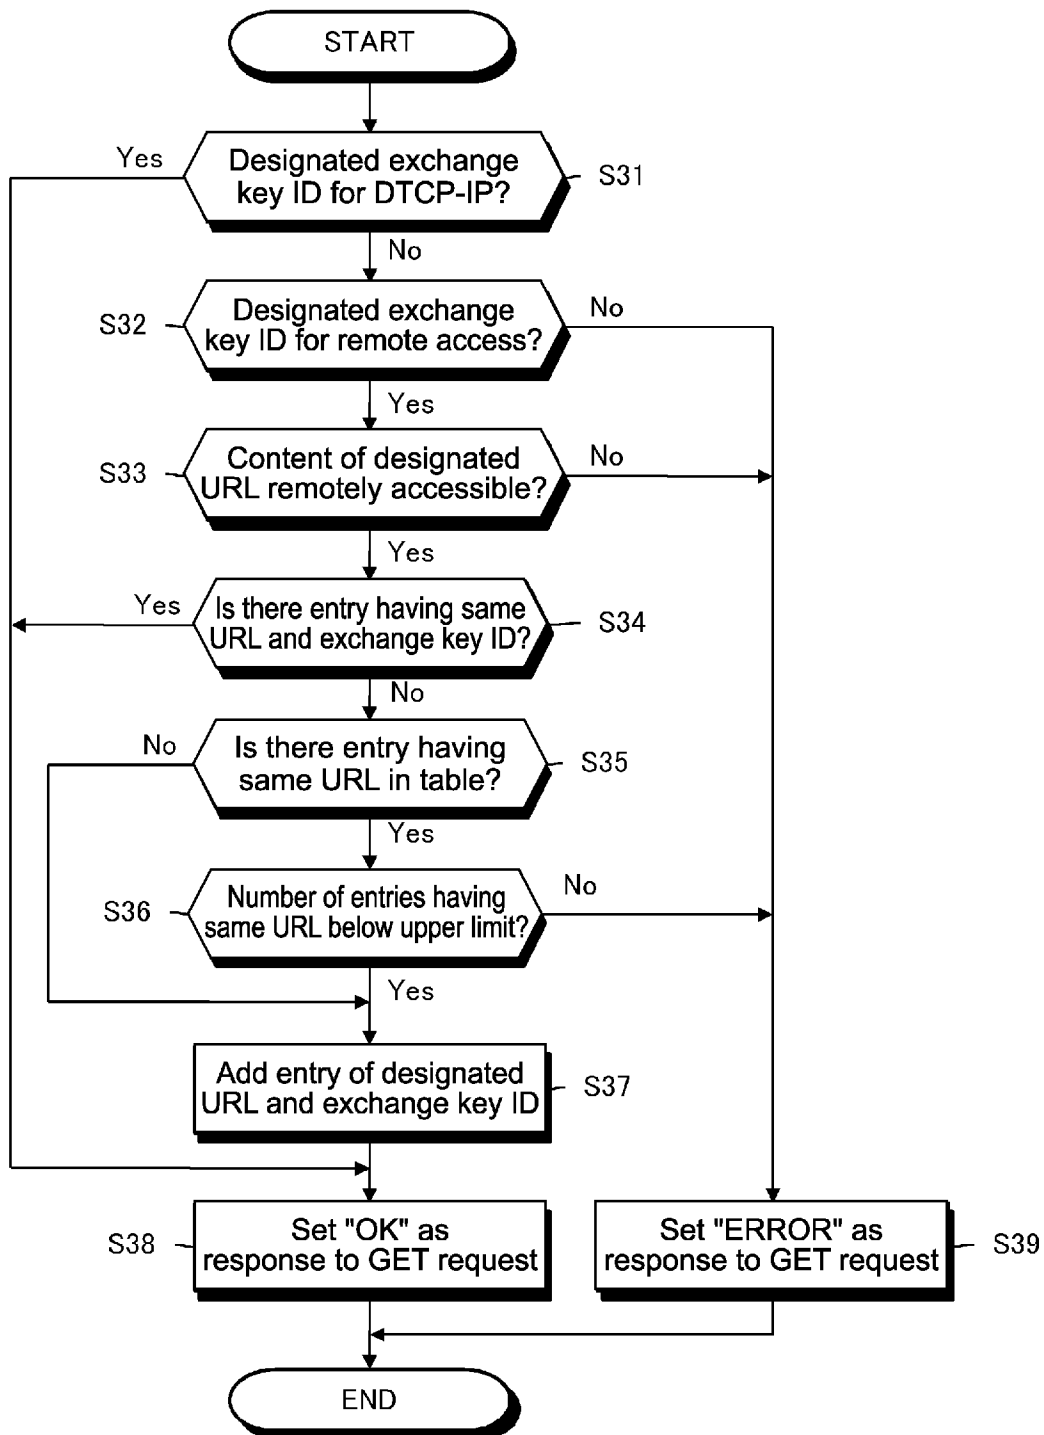 START
Yes
Designated exchange
key ID for DTCP-IP?
S31
No
S32
Designated exchange
key ID for remote access?
No
Yes
S33
Content of designated
URL remotely accessible?
No
Yes
Yes
Is there entry having same
URL and exchange key ID?
S34
No
No
Is there entry having
same URL in table?
S35
Yes
S36
Number of entries having
same URL below upper limit?
No
Yes
Add entry of designated
URL and exchange key ID
S37
S38
Set "OK" as
response to GET request
Set "ERROR" as
response to GET request
S39
END